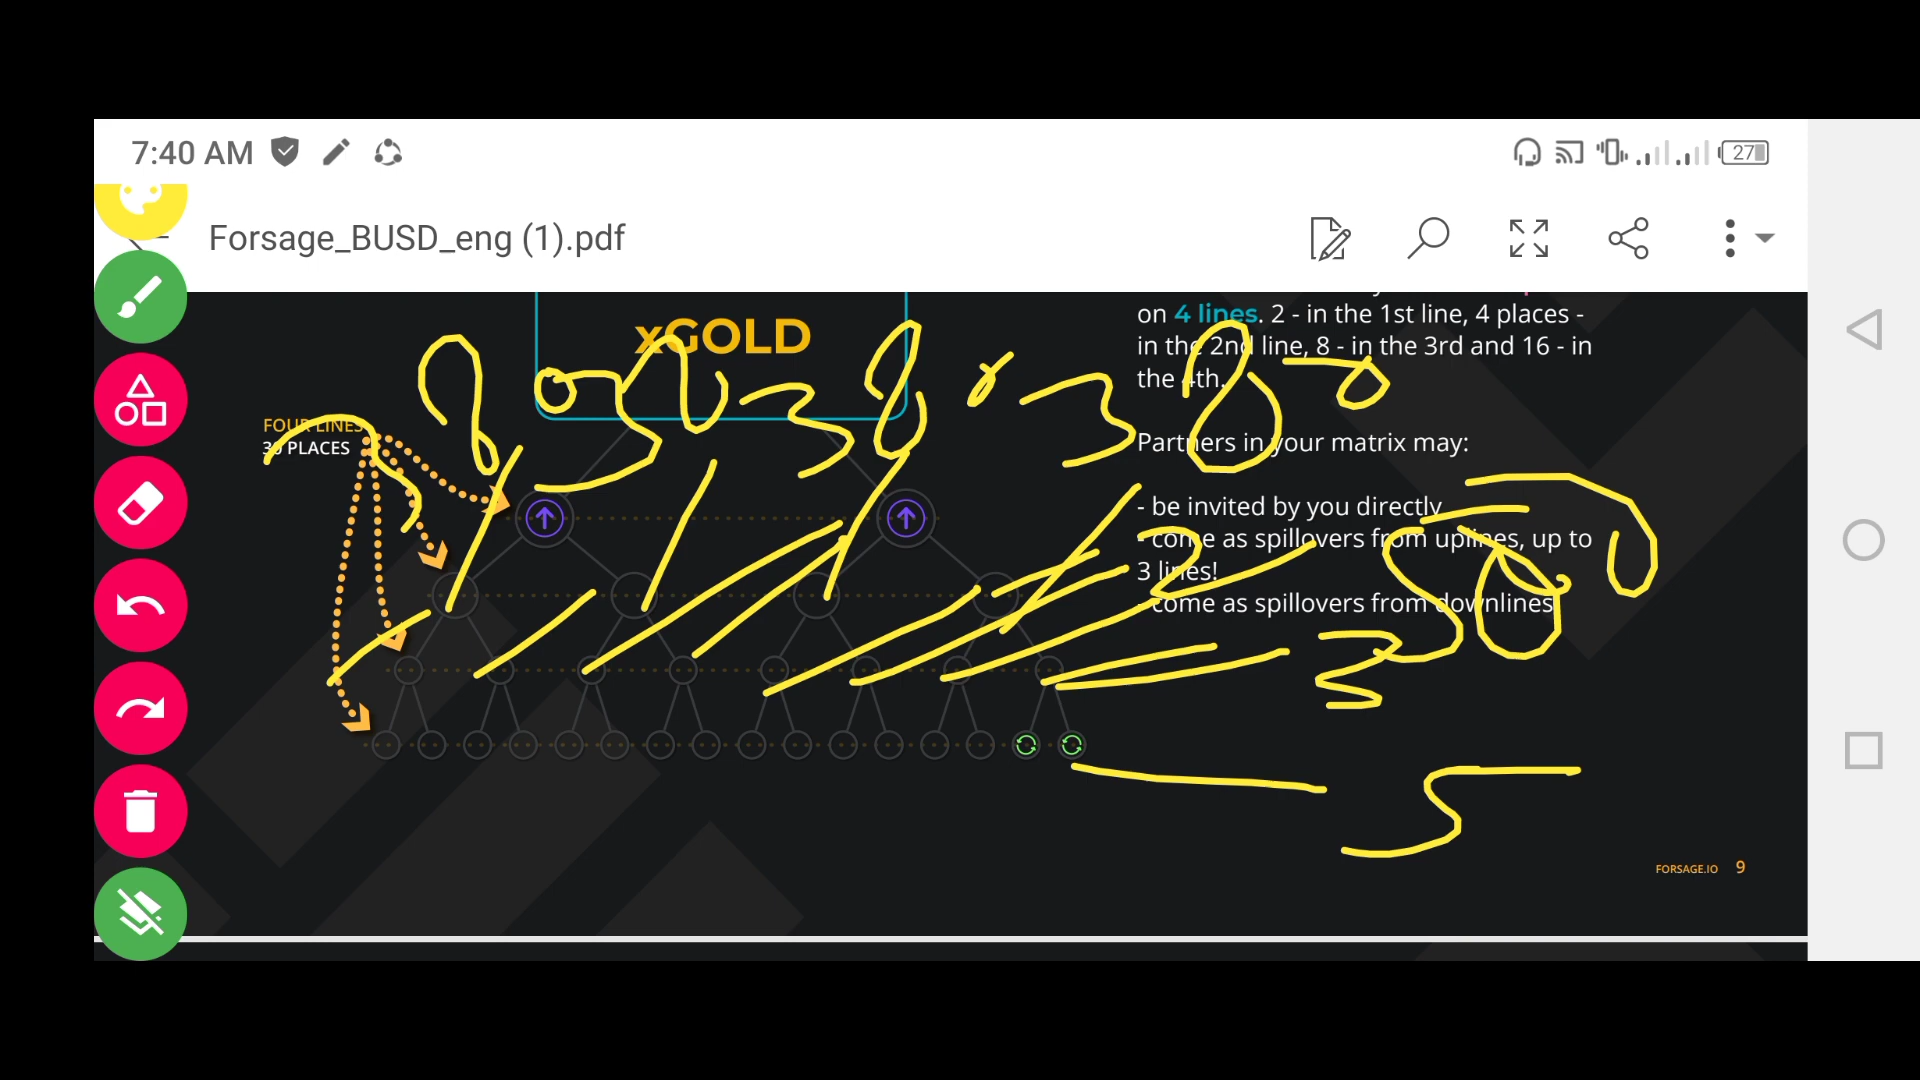 7:40 AM
27
Forsage_BUSD_eng (1).pdf
xGOLD
FOUR LINES
30 PLACES
on 4 lines. 2 - in the 1st line, 4 places -
in the 2nd line, 8 - in the 3rd and 16 - in
the 4th.
Partners in your matrix may:
- be invited by you directly
- come as spillovers from uplines, up to
3 lines!
- come as spillovers from downlines
FORSAGE.IO 9